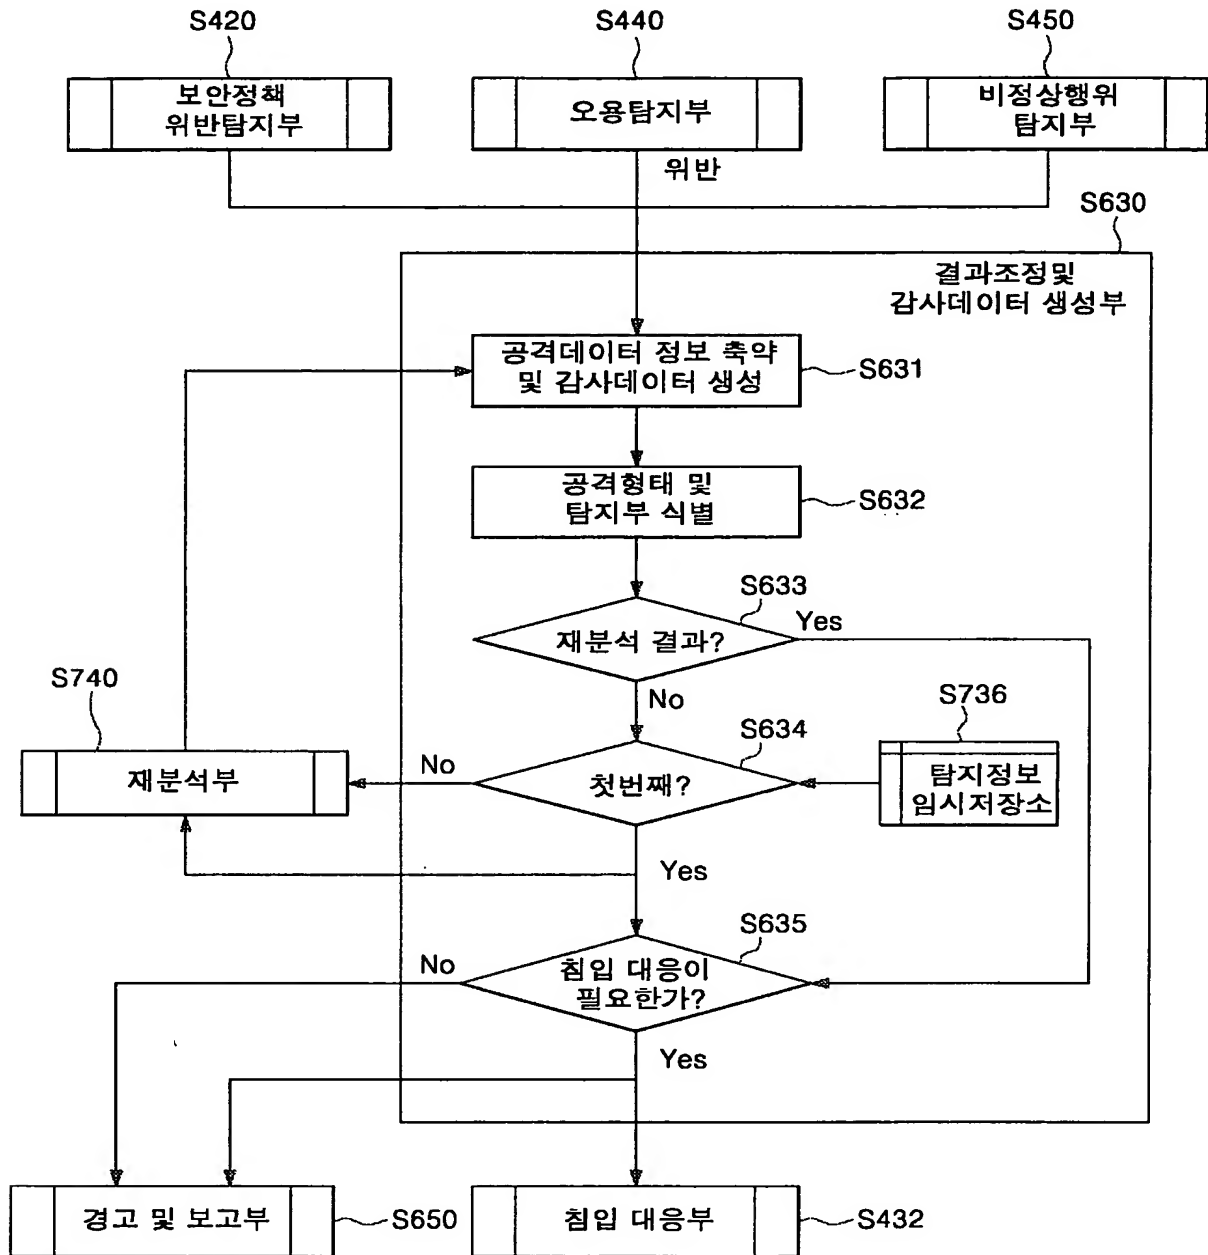 S420
S440
S450
보안정책
위반탐지부
오용탐지부
비정상행위
탐지부
위반
S630
결과조정및
감사데이터 생성부
공격데이터 정보 축약
및 감사데이터 생성
S631
공격형태 및
탐지부 식별
S632
S633
재분석 결과?
Yes
No
S740
S634
S736
재분석부
No
첫번째?
탐지정보
임시저장소
Yes
S635
No
침입 대응이
필요한가?
Yes
경고 및 보고부
S650
침입 대응부
S432